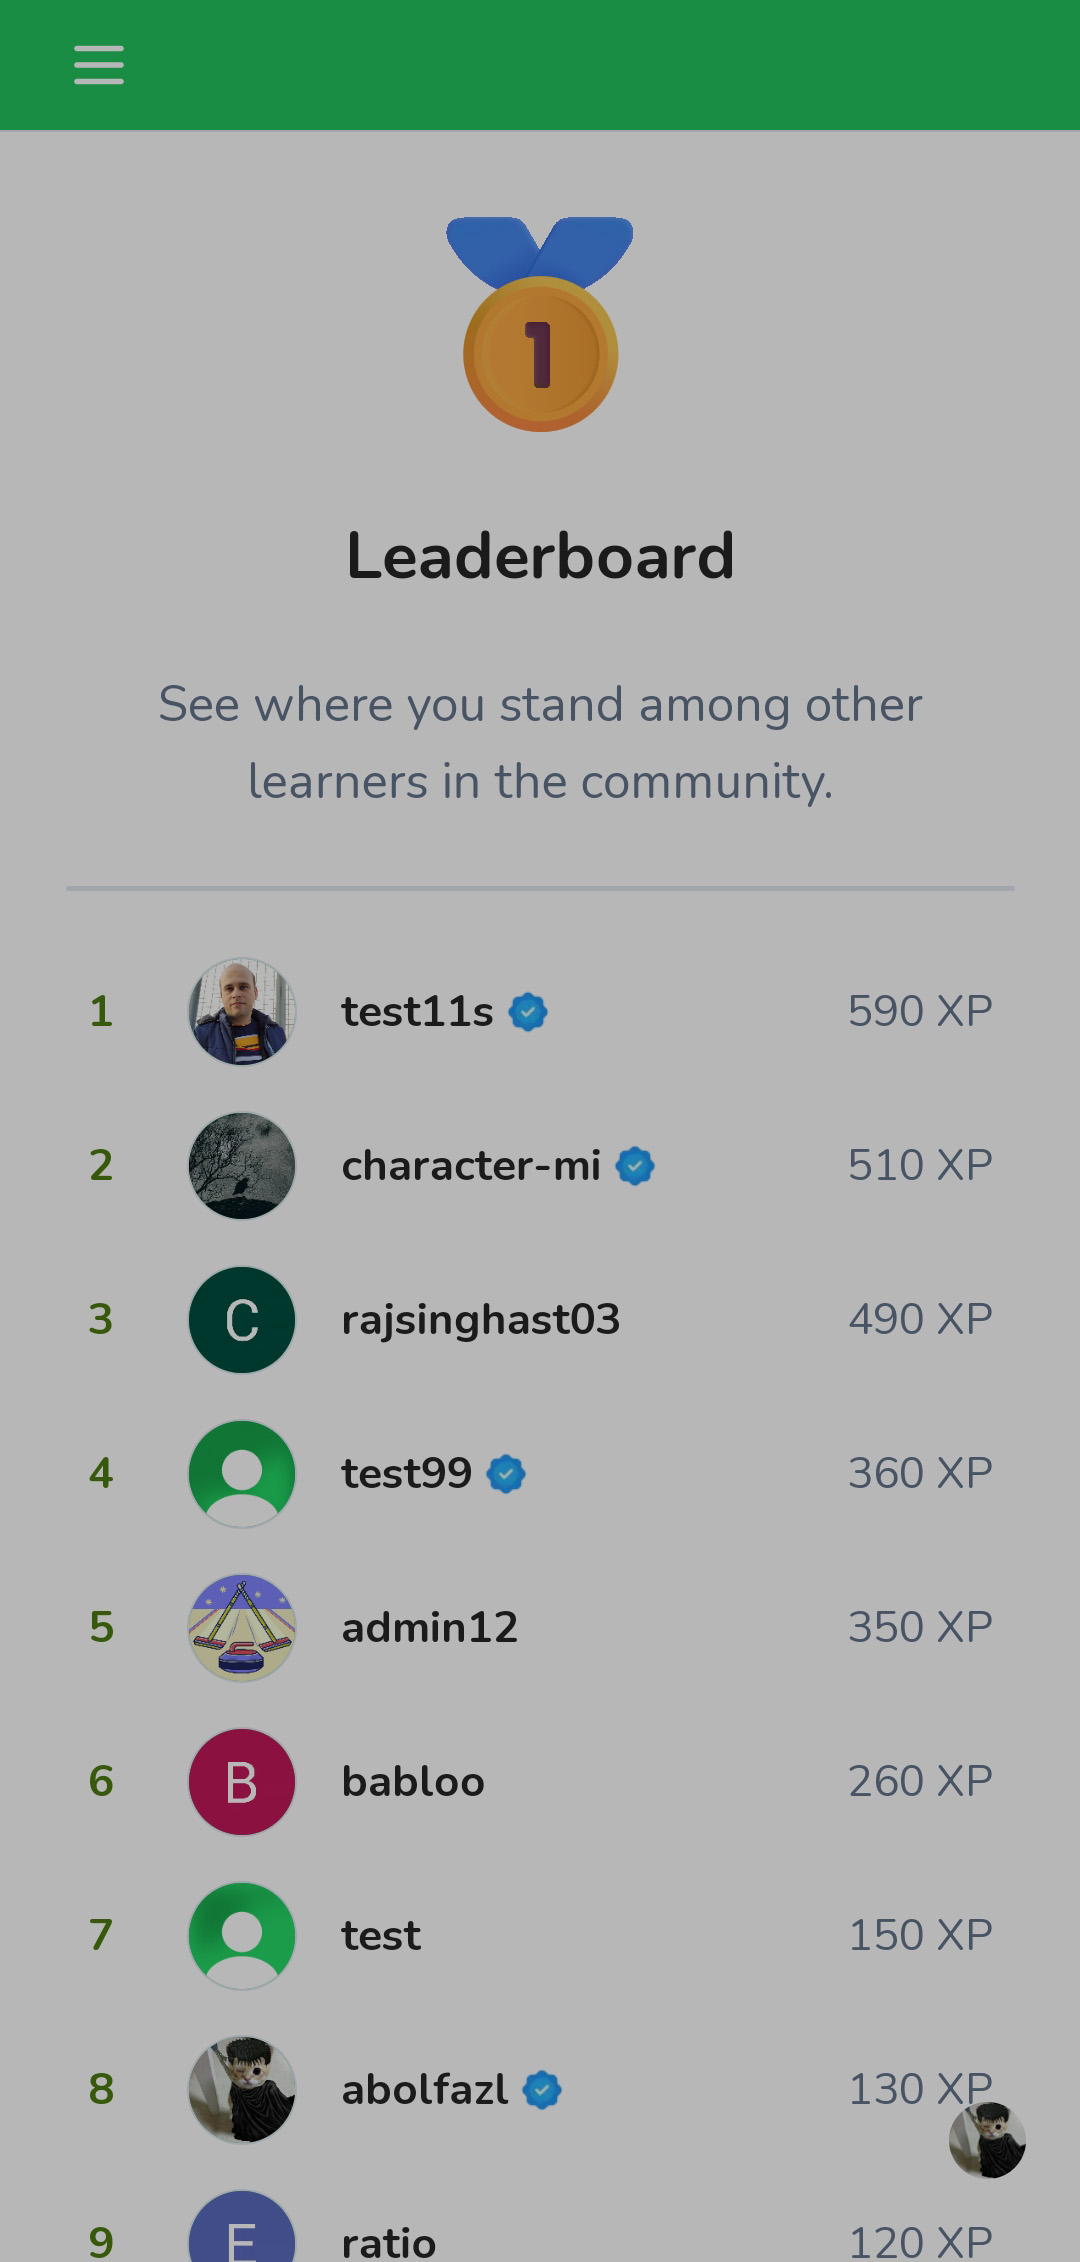 1
Leaderboard
See where you stand among other
learners in the community.
1 test11s 590 XP
2 character-mi 510 XP
3 C rajsinghast03 490 XP
4 test99 360 XP
5 admin12 350 XP
6 B babloo 260 XP
7 test 150 XP
8 abolfazl 130 XP
9 E ratio 120 XP